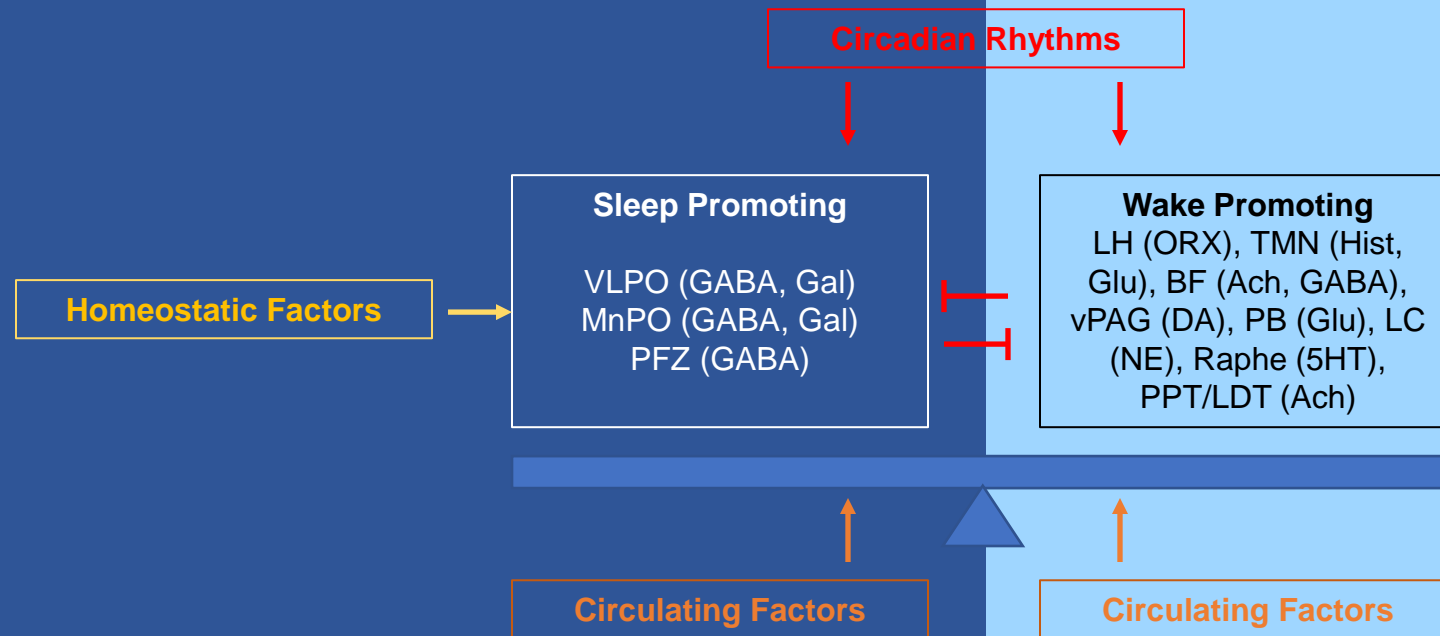 Circadian Rhythms
Sleep Promoting
VLPO (GABA, Gal)
MnPO (GABA, Gal)
PFZ (GABA)
Wake Promoting
LH (ORX), TMN (Hist,
Glu), BF (Ach, GABA),
vPAG (DA), PB (Glu), LC
(NE), Raphe (5HT),
PPT/LDT (Ach)
Homeostatic Factors
Circulating Factors
Circulating Factors